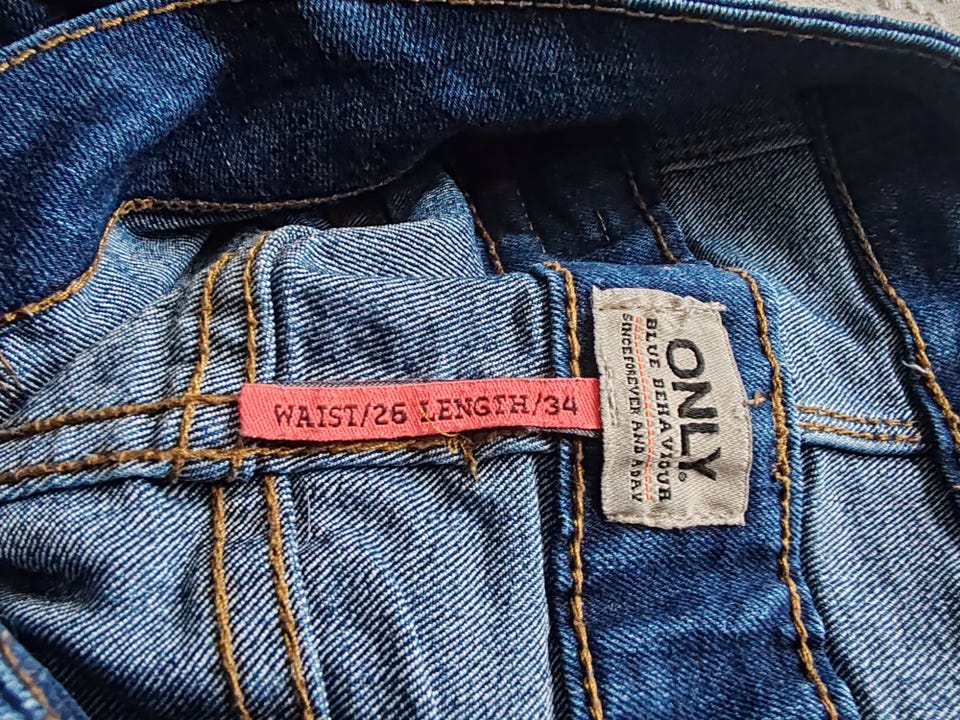 WAIST/26 LENGTH/34
ONLY®
BLUE BEHAVIOUR
SINCEFOREVER AND A DAY